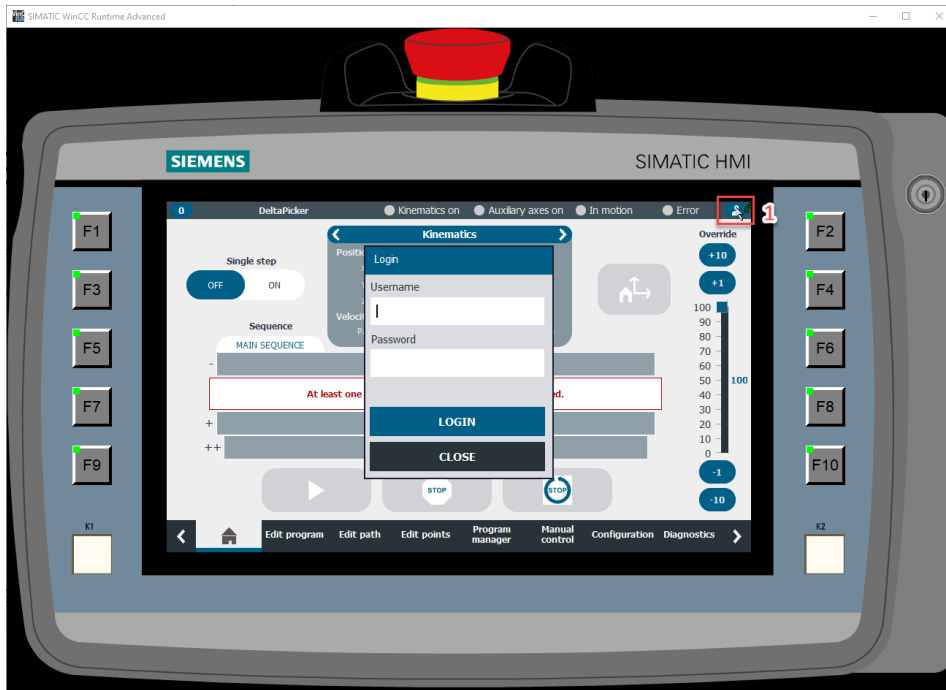 SIMATIC WinCC Runtime Advanced
SIEMENS
SIMATIC HMI
0 DeltaPicker Kinematics on Auxiliary axes on In motion Error 1
F1
F2
Kinematics
Override
+10
Login
Single step
OFF ON
Username
+1
F3
F4
100
90
80
70
60
50
40
30
20
10
0
100
Sequence
MAIN SEQUENCE
Password
F5
F6
-
At least one
ed.
F7
F8
+
LOGIN
++
CLOSE
F9
F10
-1
STOP
STOP
-10
K1
K2
Edit program
Edit path
Edit points
Program
manager
Manual
control
Configuration
Diagnostics